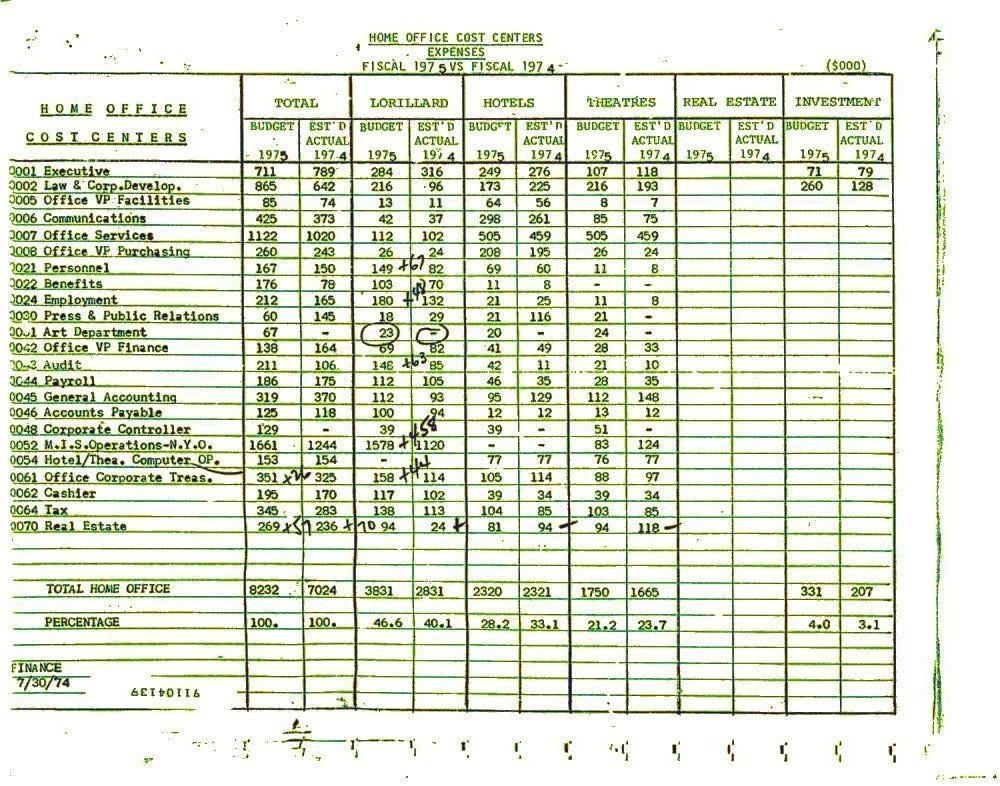 HOME OFFICE COST CENTERS
EXPENSES
FISCAL 1975 VS FISCAL 1974
($000)
HOME OFFICE COST CENTERS TOTAL LORILLARD HOTELS THEATRES REAL ESTATE INVESTMENT
BUDGET EST'D BUDGET EST'D BUDGET EST'D BUDGET EST'D BUDGET EST'D BUDGET EST'D
ACTUAL ACTUAL ACTUAL ACTUAL ACTUAL ACTUAL
1975 1974 1975 1974 1975 1974 1975 1974 1975 1974 1975 1974
0001 Executive 711 789 284 316 249 276 107 118 71 79
0002 Law & Corp.Develop. 865 642 216 96 173 225 216 193 260 128
0005 Office VP Facilities 85 74 13 11 64 56 8 7
0006 Communications 425 373 42 37 298 261 85 75
0007 Office Services 1122 1020 112 102 505 459 505 459
0008 Office VP Purchasing 260 243 26 24 208 195 26 24
0021 Personnel 167 150 149 +67 82 69 60 11 8
0022 Benefits 176 78 103 70 11 8 - -
0024 Employment 212 165 180 +48 132 21 25 11 8
0030 Press & Public Relations 60 145 18 29 21 116 21 -
Art Department 67 - 23 - 20 - 24 -
0042 Office VP Finance 138 164 69 82 41 49 28 33
Audit 211 106 148 +63 85 42 11 21 10
0044 Payroll 186 175 112 105 46 35 28 35
0045 General Accounting 319 370 112 93 95 129 112 148
0046 Accounts Payable 125 118 100 94 12 12 13 12
0048 Corporate Controller 129 - 39 - 39 - 51 -
0052 M.I.S.Operations-N.Y.O. 1661 1244 1578 +458 1120 - - 83 124
0054 Hotel/Thea. Computer OP. 153 154 - - 77 77 76 77
0061 Office Corporate Treas. 351 +26 325 158 +44 114 105 114 88 97
0062 Cashier 195 170 117 102 39 34 39 34
0064 Tax 345 283 138 113 104 85 103 85
0070 Real Estate 269 236 +70 94 24 + 81 94 - 94 118 -
TOTAL HOME OFFICE 8232 7024 3831 2831 2320 2321 1750 1665 331 207
PERCENTAGE 100. 100. 46.6 40.1 28.2 33.1 21.2 23.7 4.0 3.1
FINANCE
7/30/74
91104139